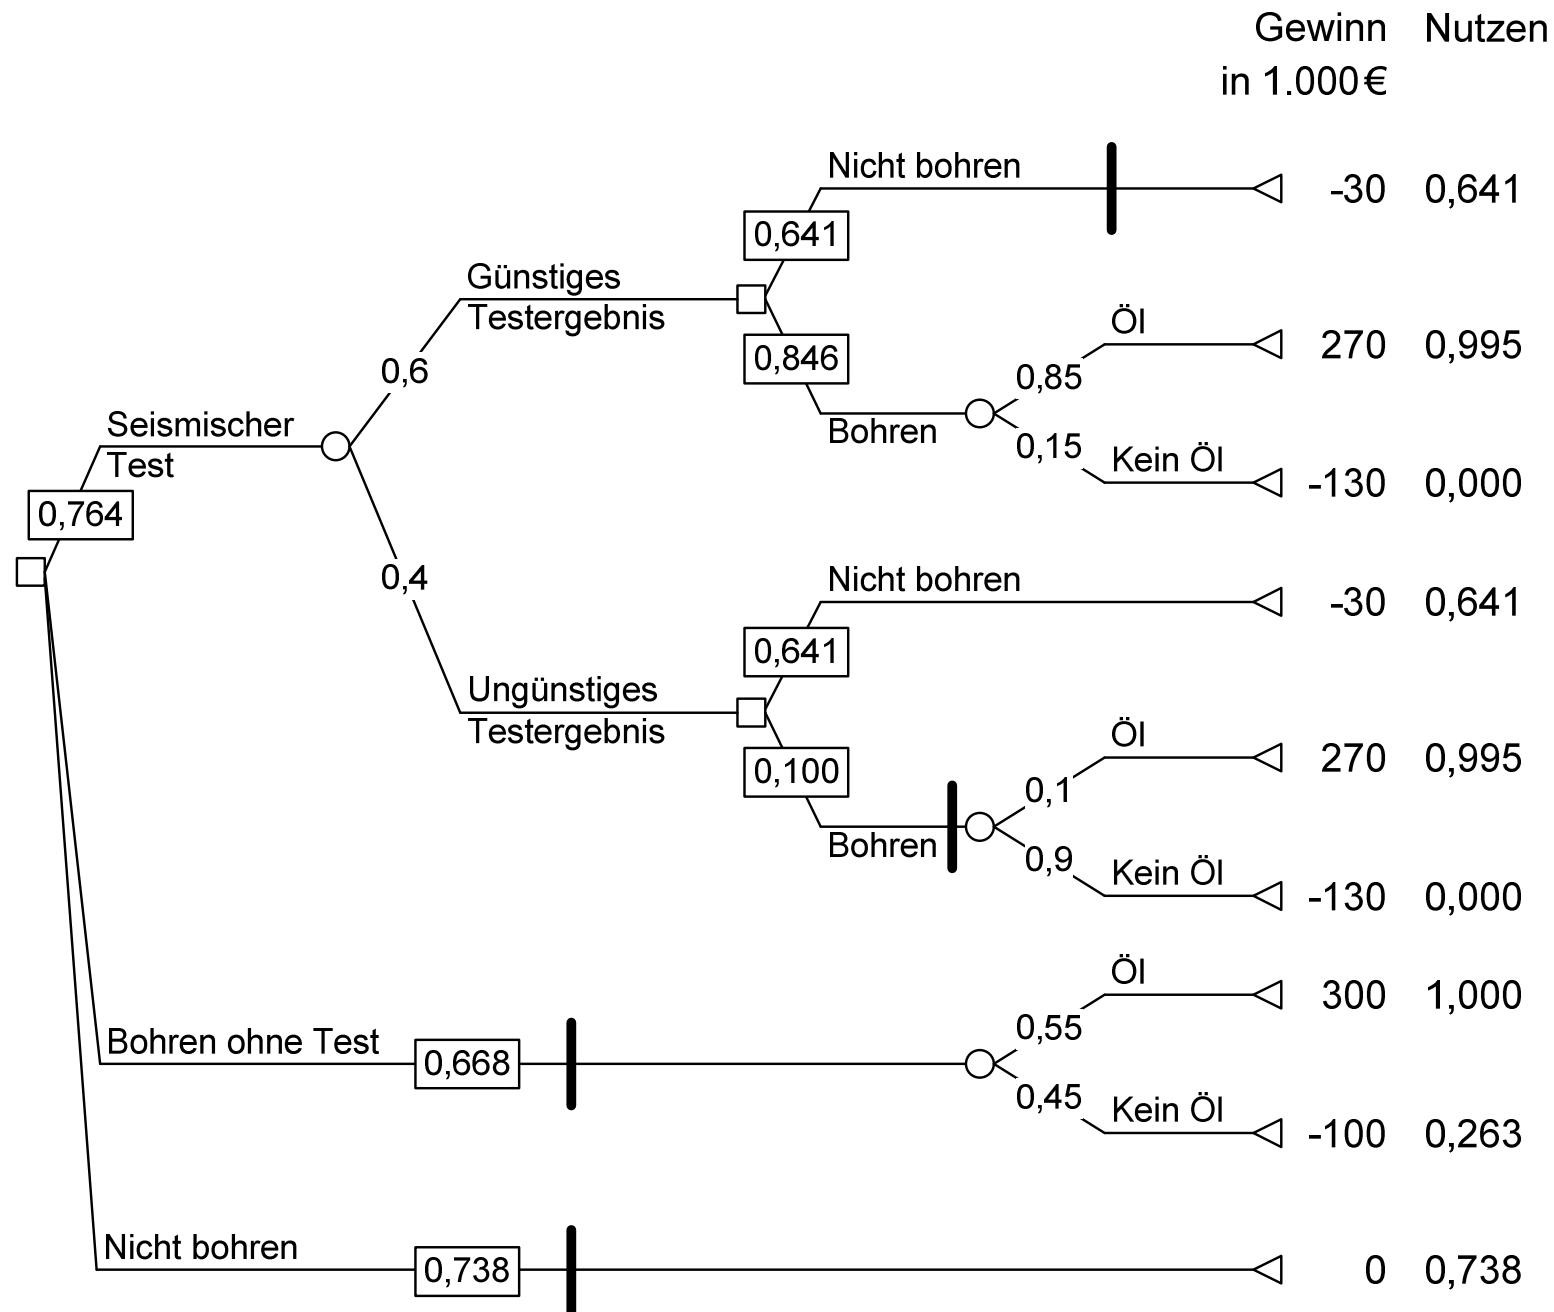 Gewinn Nutzen
in 1.000 €
Nicht bohren
-30 0,641
0,641
Günstiges
Testergebnis
Öl
270 0,995
0,846
0,85
0,6
Bohren
0,15
Kein Öl
-130 0,000
Seismischer
Test
0,764
0,4
Nicht bohren
-30 0,641
0,641
Ungünstiges
Testergebnis
Öl
270 0,995
0,100
0,1
Bohren
0,9
Kein Öl
-130 0,000
Öl
300 1,000
0,55
Bohren ohne Test
0,668
0,45
Kein Öl
-100 0,263
Nicht bohren
0,738
0 0,738